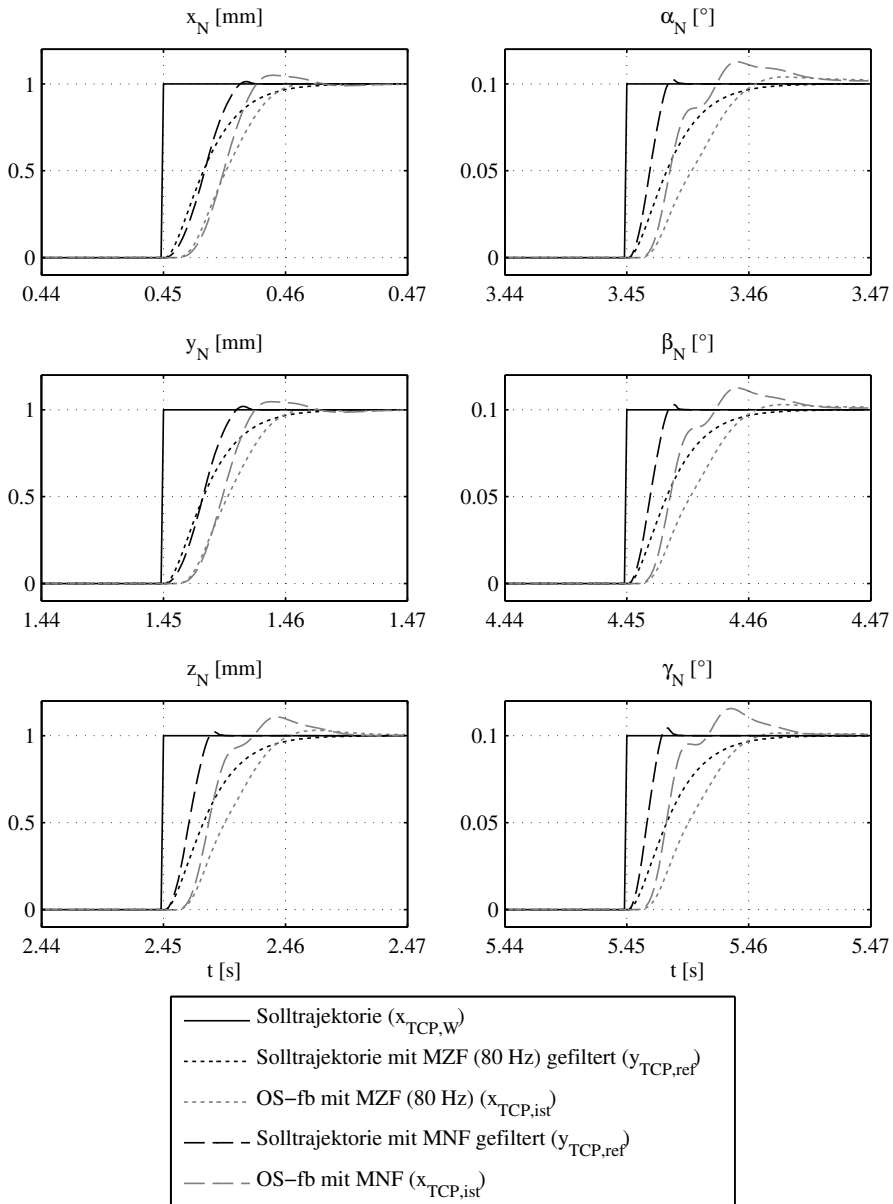 x_N [mm]
1
0.5
0
0.44 0.45 0.46 0.47
α_N [°]
0.1
0.05
0
3.44 3.45 3.46 3.47
y_N [mm]
1
0.5
0
1.44 1.45 1.46 1.47
β_N [°]
0.1
0.05
0
4.44 4.45 4.46 4.47
z_N [mm]
1
0.5
0
2.44 2.45 2.46 2.47
t [s]
γ_N [°]
0.1
0.05
0
5.44 5.45 5.46 5.47
t [s]
Solltrajektorie (x_TCP,W)
Solltrajektorie mit MZF (80 Hz) gefiltert (y_TCP,ref)
OS−fb mit MZF (80 Hz) (x_TCP,ist)
Solltrajektorie mit MNF gefiltert (y_TCP,ref)
OS−fb mit MNF (x_TCP,ist)